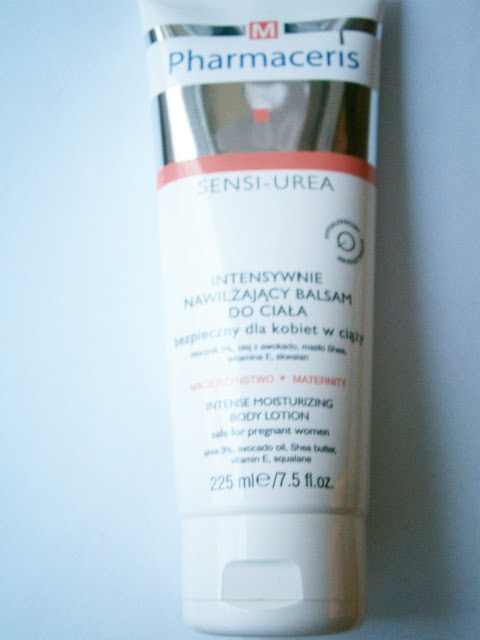 M
Pharmaceris
SENSI-UREA
INTENSYWNIE
NAWILŻAJĄCY BALSAM
DO CIAŁA
bezpieczny dla kobiet w ciąży
mocznik 3%, olej z awokado, masło Shea,
witamina E, skwalan
MACIERZYŃSTWO • MATERNITY
INTENSE MOISTURIZING
BODY LOTION
safe for pregnant women
urea 3%, avocado oil, Shea butter,
vitamin E, squalane
225 ml e/7.5 fl.oz.